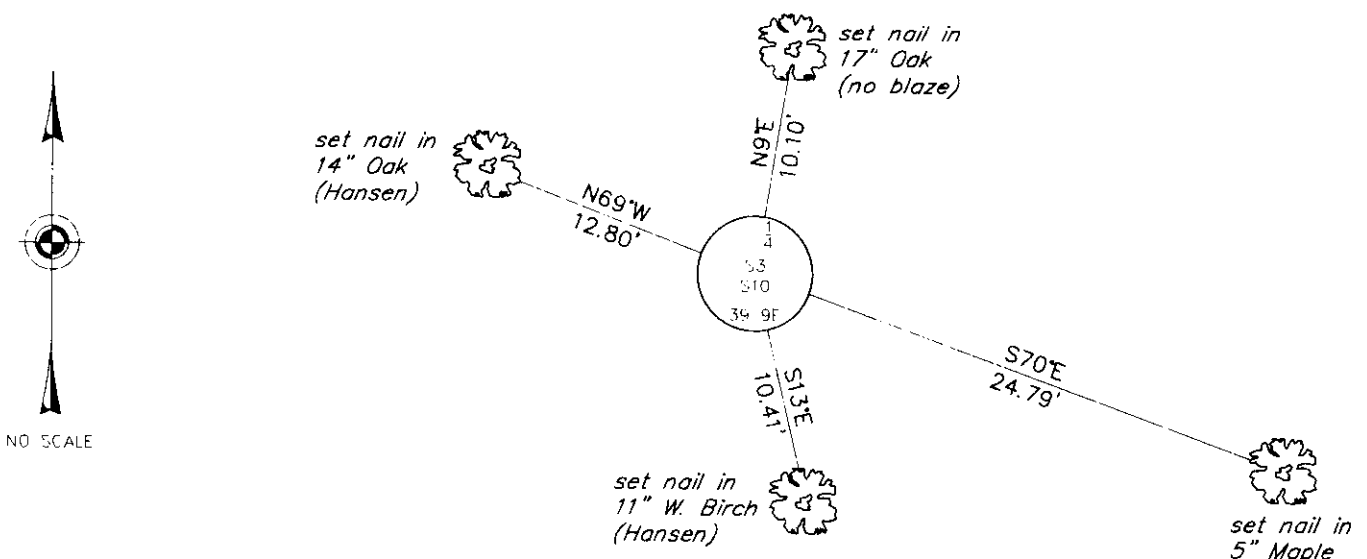 set nail in
17" Oak
(no blaze)
set nail in
14" Oak
(Hansen)
N9°E
10.10'
N69°W
12.80'
1
4
S3
S10
39 9E
S70°E
24.79'
S13°E
10.41'
NO SCALE
set nail in
11" W. Birch
(Hansen)
set nail in
5" Maple